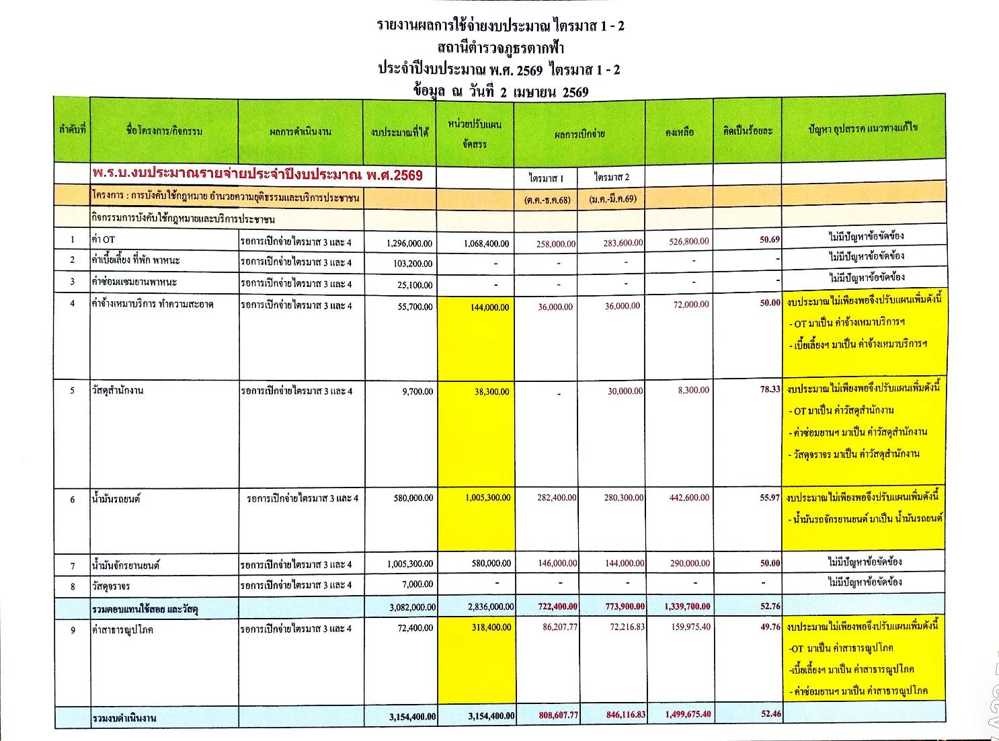 รายงานผลการใช้จ่ายงบประมาณ ไตรมาส 1 - 2
สถานีตำรวจภูธรตากฟ้า
ประจำปีงบประมาณ พ.ศ. 2569 ไตรมาส 1 - 2
ข้อมูล ณ วันที่ 2 เมษายน 2569
ลำดับที่ ชื่อโครงการ/กิจกรรม ผลการดำเนินงาน งบประมาณที่ได้ หน่วยปรับแผนจัดสรร ผลการเบิกจ่าย คงเหลือ คิดเป็นร้อยละ ปัญหา อุปสรรค แนวทางแก้ไข
พ.ร.บ.งบประมาณรายจ่ายประจำปีงบประมาณ พ.ศ.2569 ไตรมาส 1 ไตรมาส 2
โครงการ : การบังคับใช้กฎหมาย อำนวยความยุติธรรมและบริการประชาชน (ต.ค.-ธ.ค.68) (ม.ค.-มี.ค.69)
กิจกรรมการบังคับใช้กฎหมายและบริการประชาชน
1 ค่า OT รอการเบิกจ่ายไตรมาส 3 และ 4 1,296,000.00 1,068,400.00 258,000.00 283,600.00 526,800.00 50.69 ไม่มีปัญหาข้อขัดข้อง
2 ค่าเบี้ยเลี้ยง ที่พัก พาหนะ รอการเบิกจ่ายไตรมาส 3 และ 4 103,200.00 - - - - - ไม่มีปัญหาข้อขัดข้อง
3 ค่าซ่อมแซมยานพาหนะ รอการเบิกจ่ายไตรมาส 3 และ 4 25,100.00 - - - - - ไม่มีปัญหาข้อขัดข้อง
4 ค่าจ้างเหมาบริการ ทำความสะอาด รอการเบิกจ่ายไตรมาส 3 และ 4 55,700.00 144,000.00 36,000.00 36,000.00 72,000.00 50.00 งบประมาณไม่เพียงพอจึงปรับแผนเพิ่มดังนี้
- OT มาเป็น ค่าจ้างเหมาบริการฯ
- เบี้ยเลี้ยงฯ มาเป็น ค่าจ้างเหมาบริการฯ
5 วัสดุสำนักงาน รอการเบิกจ่ายไตรมาส 3 และ 4 9,700.00 38,300.00 - 30,000.00 8,300.00 78.33 งบประมาณไม่เพียงพอจึงปรับแผนเพิ่มดังนี้
- OT มาเป็น ค่าวัสดุสำนักงาน
- ค่าซ่อมยานฯ มาเป็น ค่าวัสดุสำนักงาน
- วัสดุจราจร มาเป็น ค่าวัสดุสำนักงาน
6 น้ำมันรถยนต์ รอการเบิกจ่ายไตรมาส 3 และ 4 580,000.00 1,005,300.00 282,400.00 280,300.00 442,600.00 55.97 งบประมาณไม่เพียงพอจึงปรับแผนเพิ่มดังนี้
- น้ำมันรถจักรยานยนต์ มาเป็น น้ำมันรถยนต์
7 น้ำมันจักรยานยนต์ รอการเบิกจ่ายไตรมาส 3 และ 4 1,005,300.00 580,000.00 146,000.00 144,000.00 290,000.00 50.00 ไม่มีปัญหาข้อขัดข้อง
8 วัสดุจราจร รอการเบิกจ่ายไตรมาส 3 และ 4 7,000.00 - - - - - ไม่มีปัญหาข้อขัดข้อง
รวมตอบแทนใช้สอย และวัสดุ 3,082,000.00 2,836,000.00 722,400.00 773,900.00 1,339,700.00 52.76
9 ค่าสาธารณูปโภค รอการเบิกจ่ายไตรมาส 3 และ 4 72,400.00 318,400.00 86,207.77 72,216.83 159,975.40 49.76 งบประมาณไม่เพียงพอจึงปรับแผนเพิ่มดังนี้
-OT มาเป็น ค่าสาธารณูปโภค
-เบี้ยเลี้ยงฯ มาเป็น ค่าสาธารณูปโภค
- ค่าซ่อมยานฯ มาเป็น ค่าสาธารณูปโภค
รวมงบดำเนินงาน 3,154,400.00 3,154,400.00 808,607.77 846,116.83 1,499,675.40 52.46